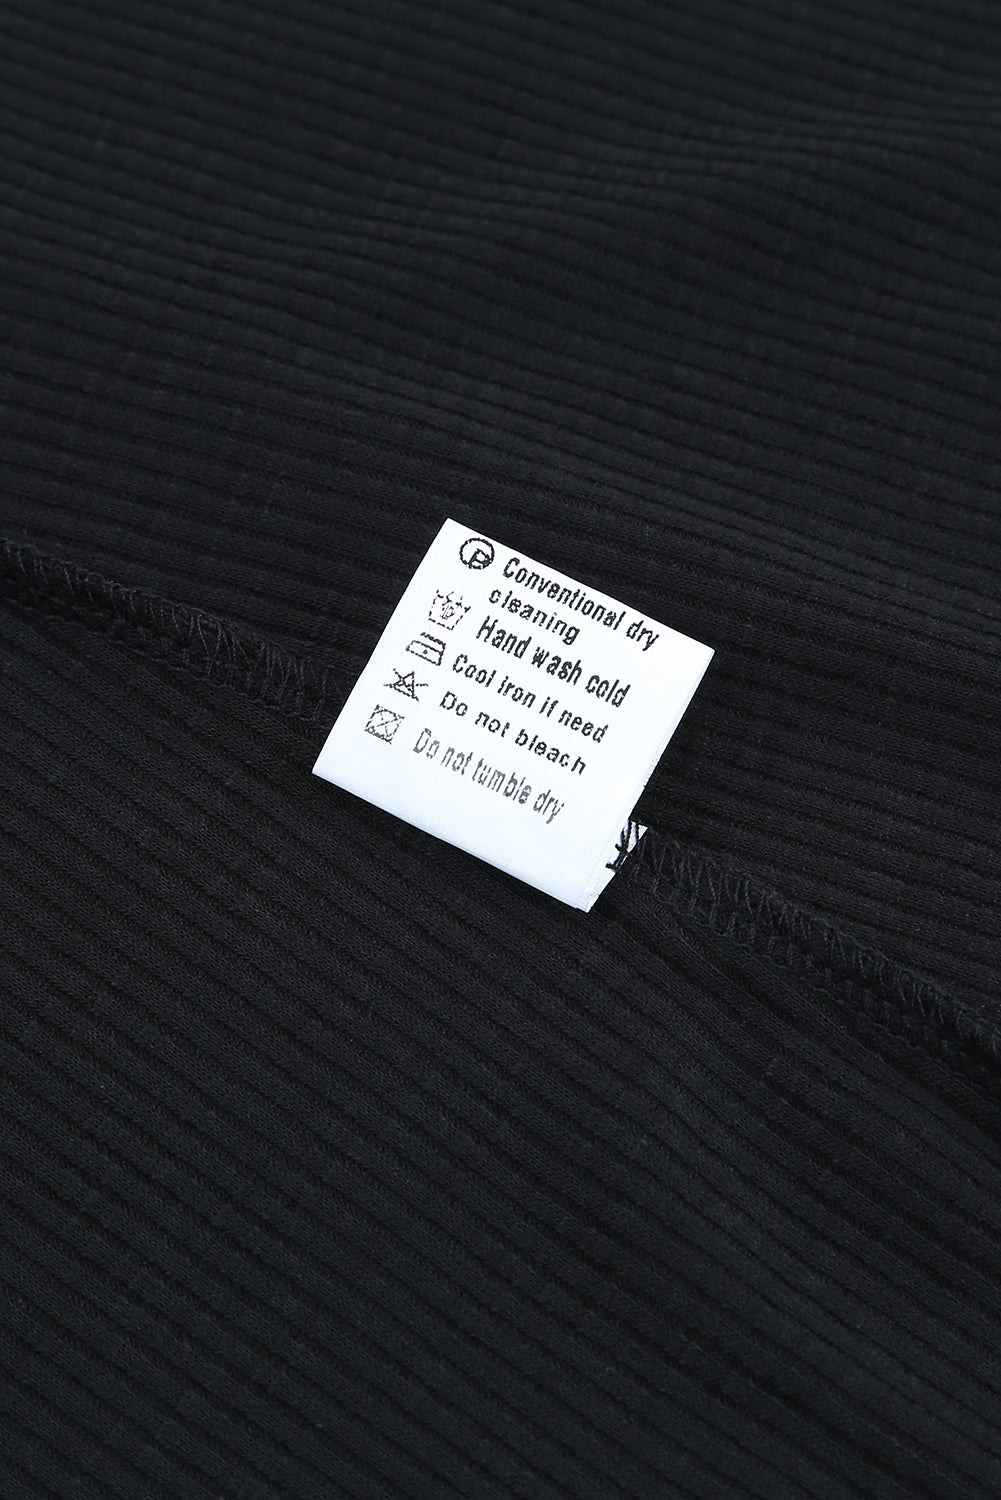 P Conventional dry
cleaning
Hand wash cold
Cool iron if need
Do not bleach
Do not tumble dry